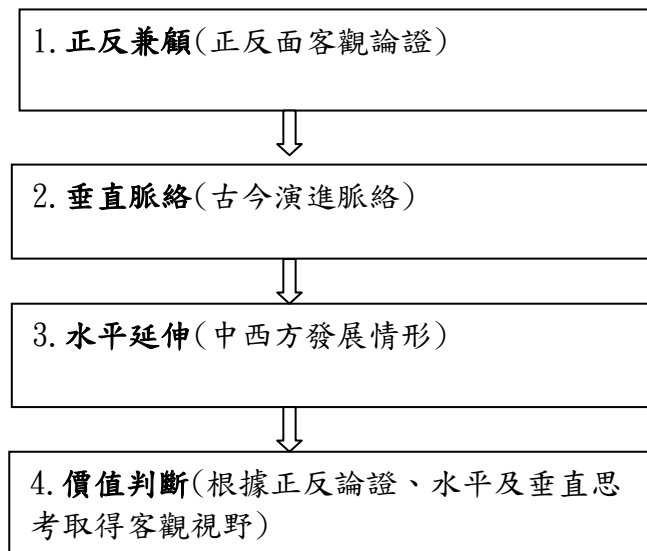 1. 正反兼顧(正反面客觀論證)
2. 垂直脈絡(古今演進脈絡)
3. 水平延伸(中西方發展情形)
4. 價值判斷(根據正反論證、水平及垂直思
考取得客觀視野)